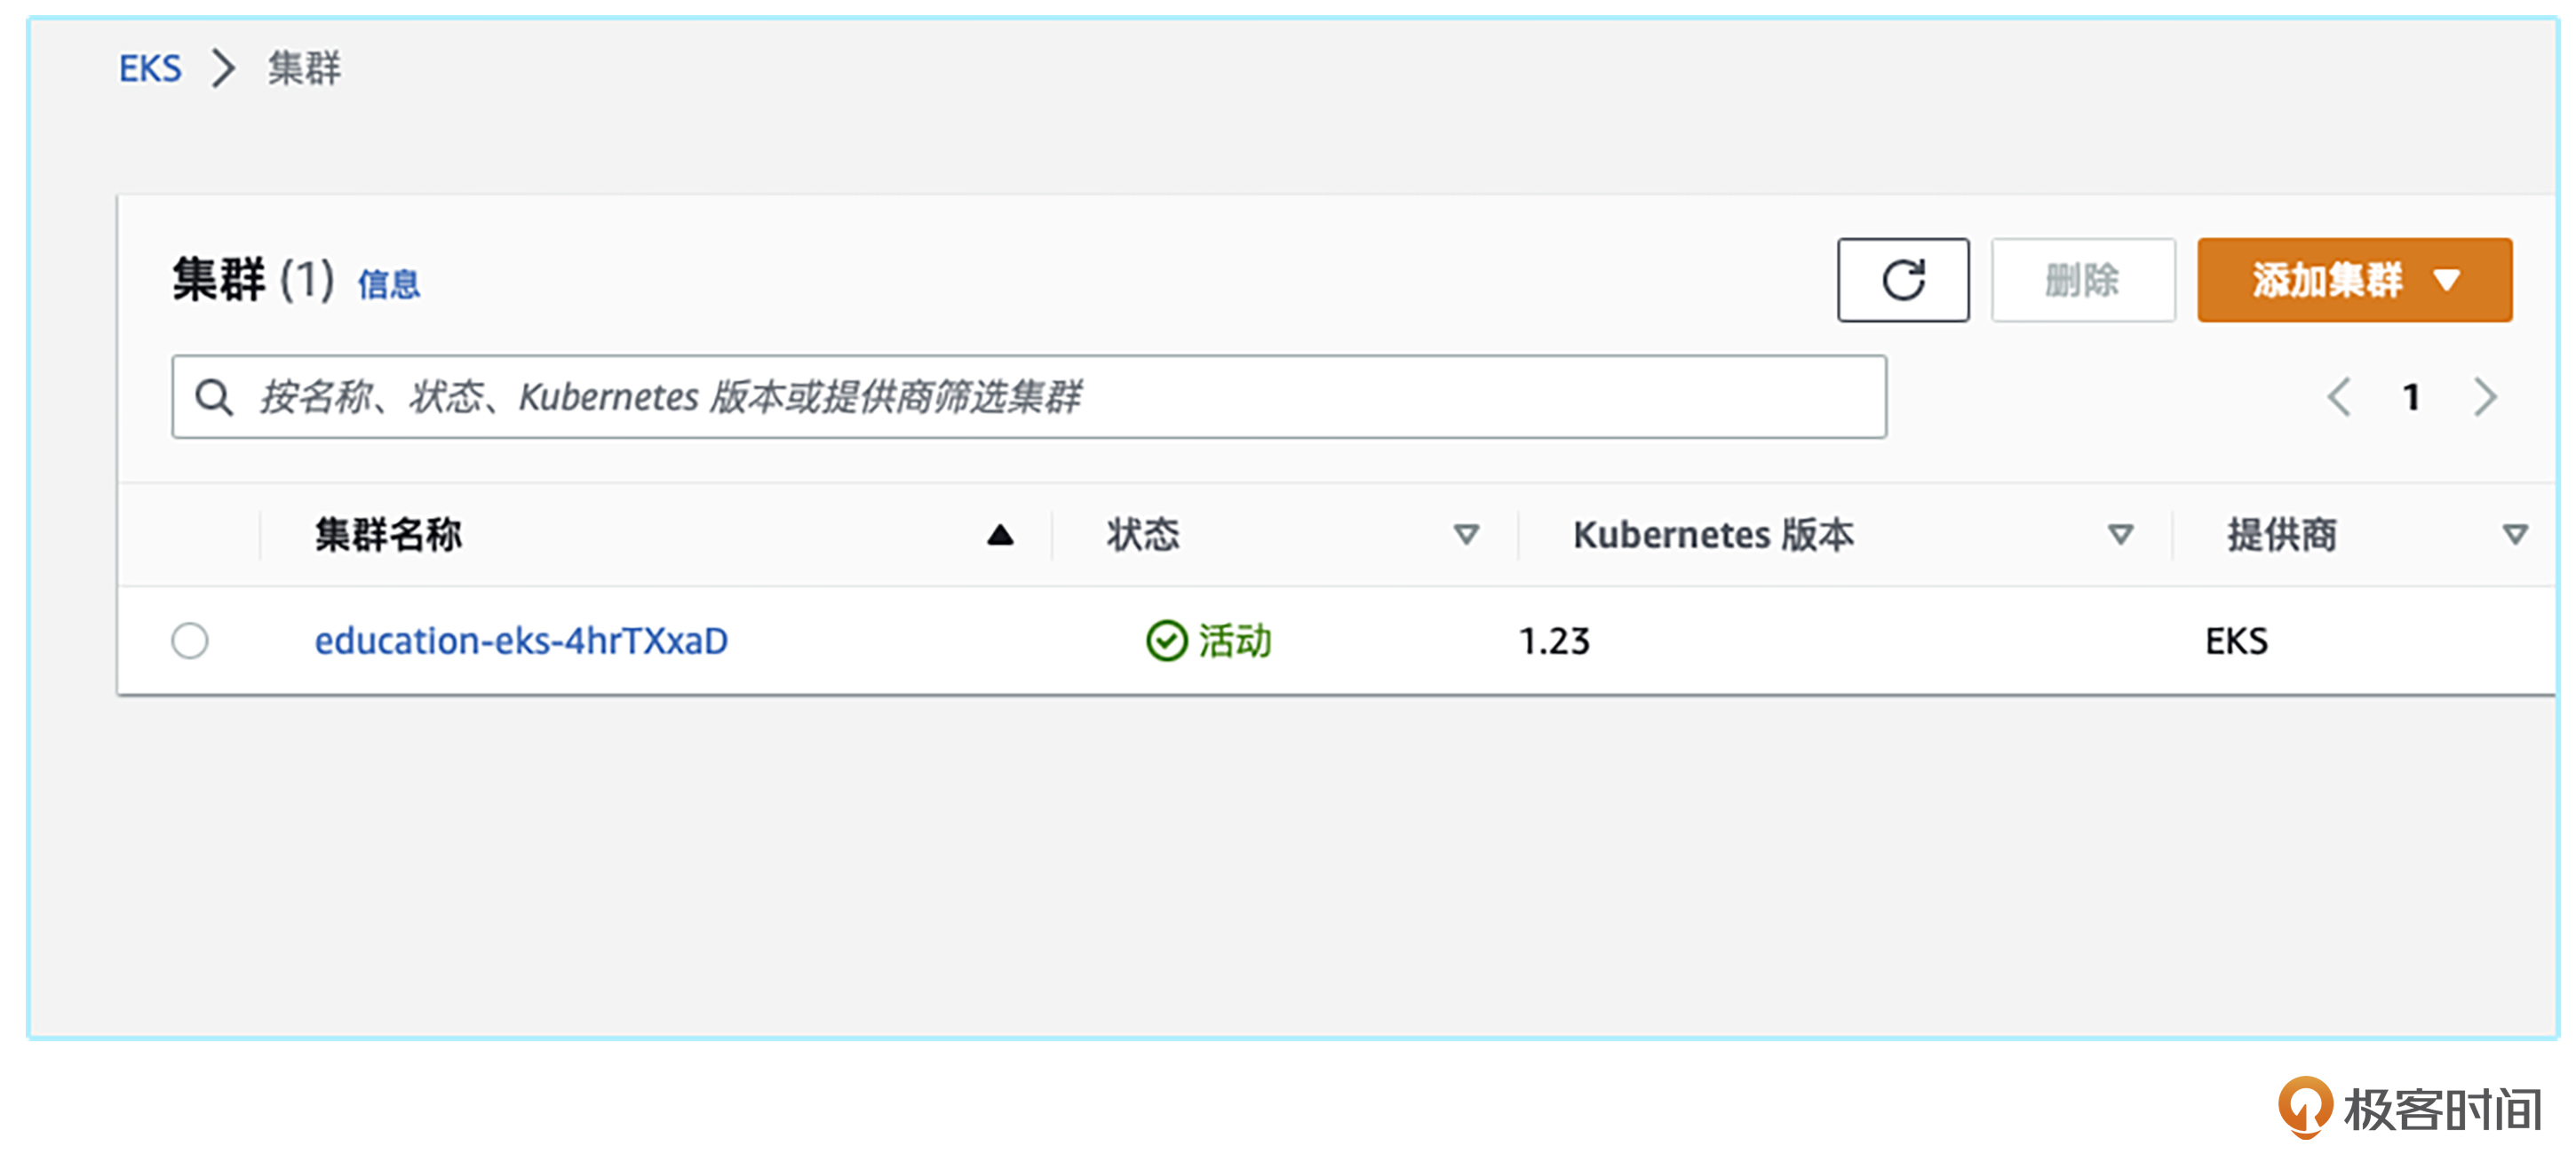 EKS > 集群
集群 (1) 信息
删除
添加集群
按名称、状态、Kubernetes 版本或提供商筛选集群
1
集群名称 状态 Kubernetes 版本 提供商
education-eks-4hrTXxaD 活动 1.23 EKS
极客时间